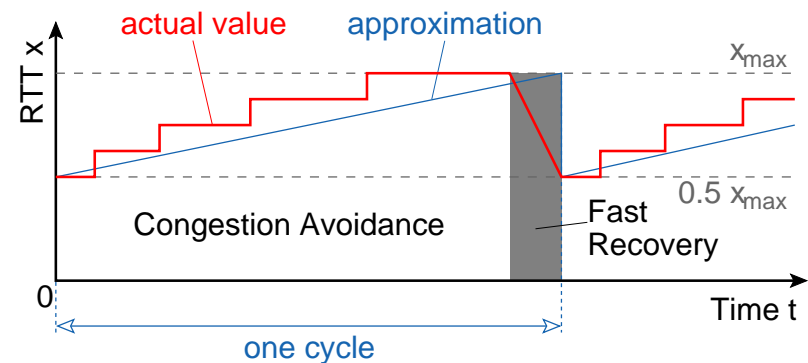 actual value
approximation
RTT x
xmax
0.5 xmax
Congestion Avoidance
Fast
Recovery
0
Time t
one cycle